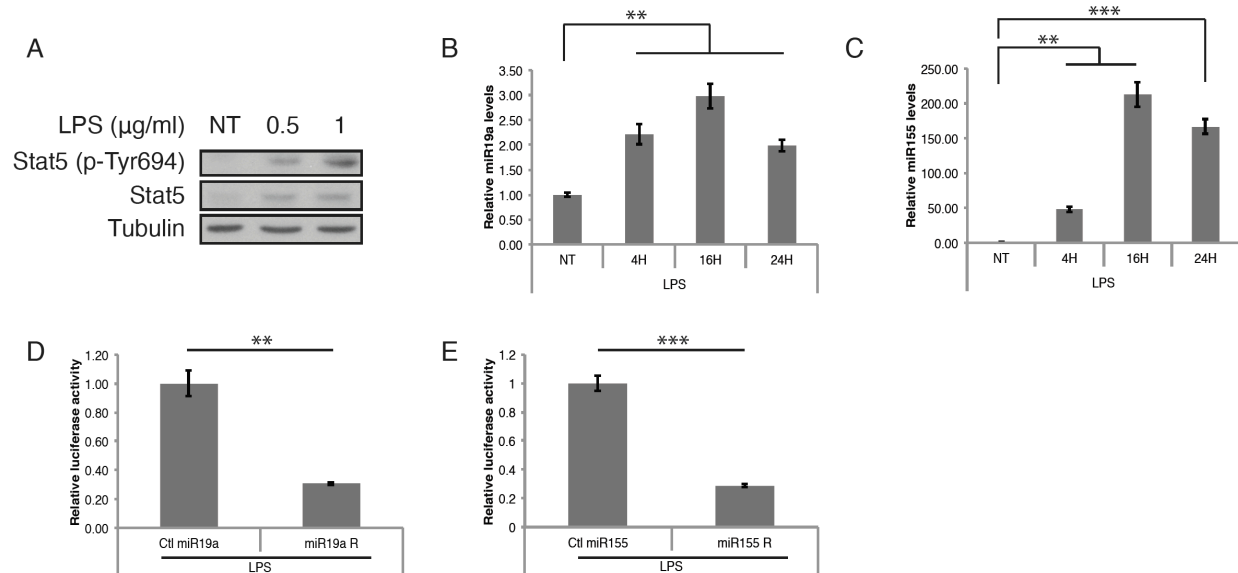 A
LPS (µg/ml) NT 0.5 1
Stat5 (p-Tyr694)
Stat5
Tubulin
B
**
Relative miR19a levels
3.50
3.00
2.50
2.00
1.50
1.00
0.50
0.00
NT 4H 16H 24H
LPS
C
***
**
Relative miR155 levels
250.00
200.00
150.00
100.00
50.00
0.00
NT 4H 16H 24H
LPS
D
**
Relative luciferase activity
1.20
1.00
0.80
0.60
0.40
0.20
0.00
Ctl miR19a miR19a R
LPS
E
***
Relative luciferase activity
1.2
1
0.8
0.6
0.4
0.2
0
Ctl miR155 miR155 R
LPS